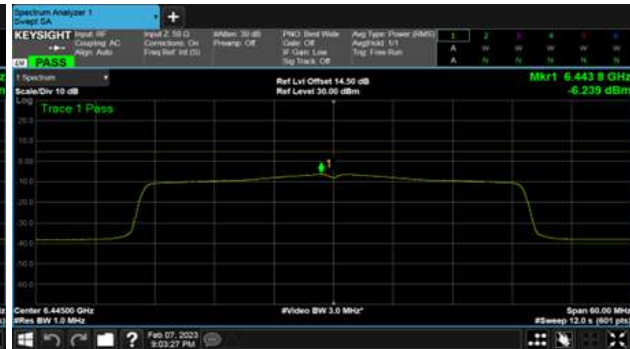 Spectrum Analyzer 1
Swept SA
+
KEYSIGHT Input: RF Input Z: 50 Ω #Atten: 30 dB PNO: Best Wide Avg Type: Power (RMS) 1 2 3 4 5 6
Coupling: AC Corrections: On Preamp: Off Gate: Off Avg|Hold: 1/1 A W W W W W
Align: Auto Freq Ref: Int (S) IF Gain: Low Trig: Free Run
Sig Track: Off A N N N N N
PASS
1 Spectrum Ref Lvl Offset 14.50 dB Mkr1 6.443 8 GHz
Scale/Div 10 dB Ref Level 30.00 dBm -6.239 dBm
Log
Trace 1 Pass
20.0
10.0
0.00
-10.0
-20.0
-30.0
-40.0
-50.0
-60.0
1
Center 6.44500 GHz #Video BW 3.0 MHz* Span 60.00 MHz
#Res BW 1.0 MHz #Sweep 12.0 s (601 pts)
? Feb 07, 2023
9:03:27 PM